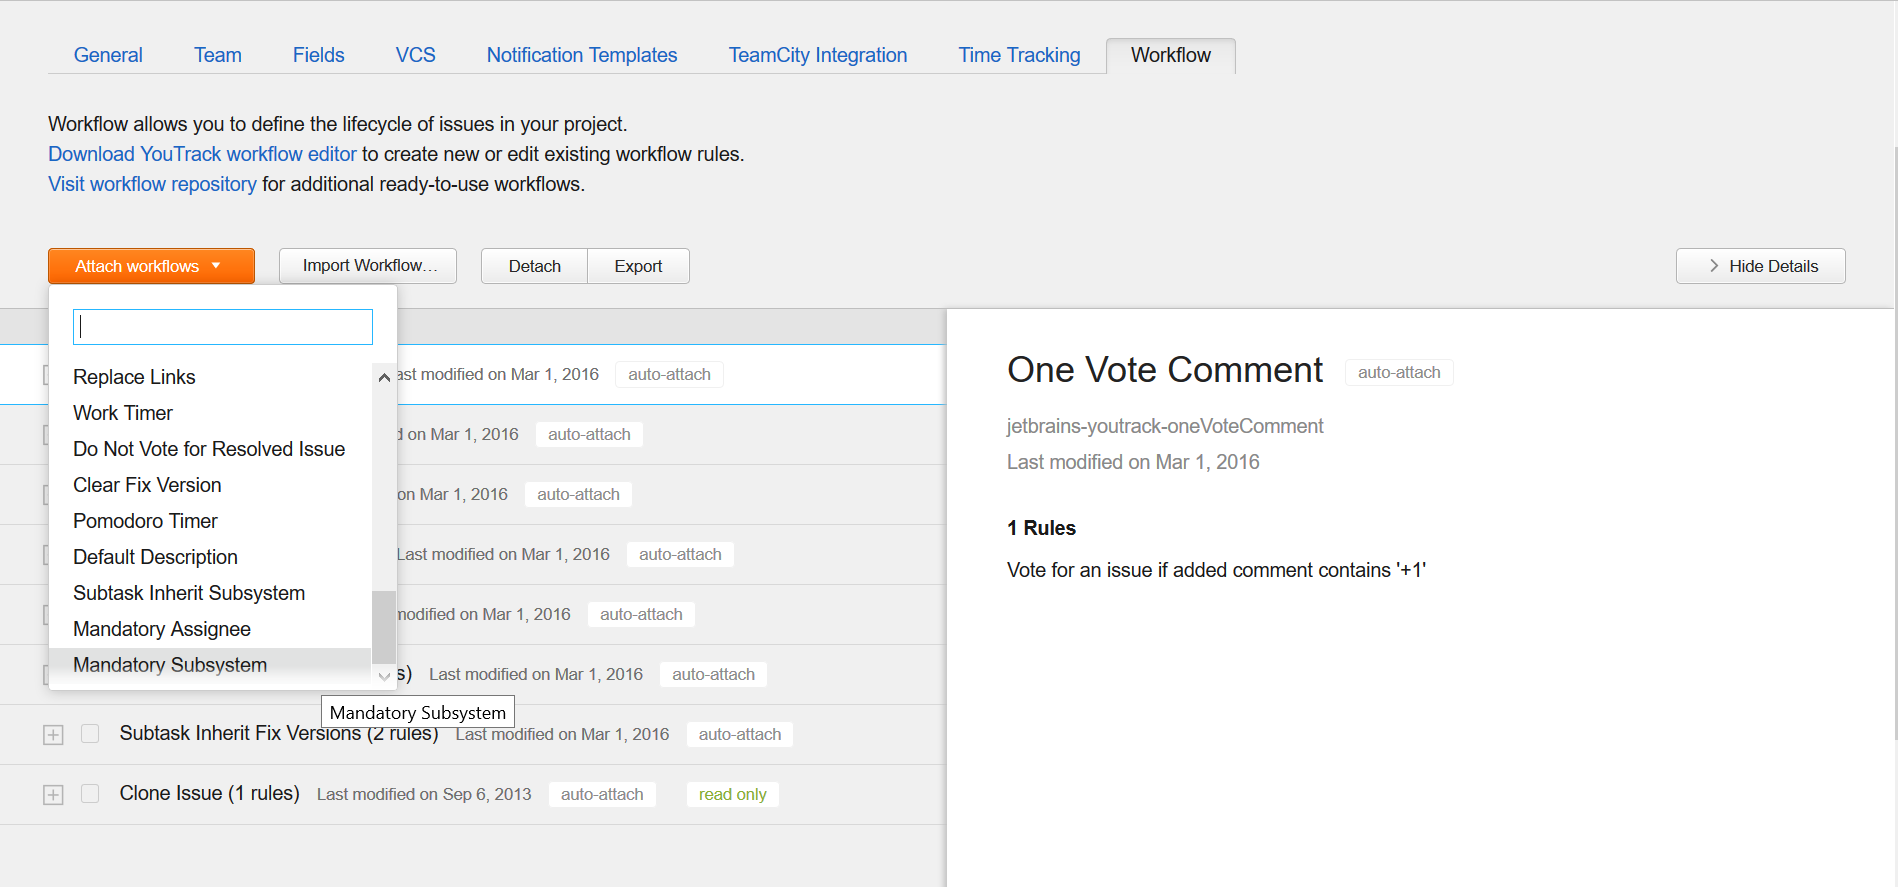 General Team Fields VCS Notification Templates TeamCity Integration Time Tracking Workflow
Workflow allows you to define the lifecycle of issues in your project.
Download YouTrack workflow editor to create new or edit existing workflow rules.
Visit workflow repository for additional ready-to-use workflows.
Attach workflows Import Workflow... Detach Export Hide Details
Replace Links
Work Timer
Do Not Vote for Resolved Issue
Clear Fix Version
Pomodoro Timer
Default Description
Subtask Inherit Subsystem
Mandatory Assignee
Mandatory Subsystem
Mandatory Subsystem
modified on Mar 1, 2016 auto-attach
on Mar 1, 2016 auto-attach
on Mar 1, 2016 auto-attach
Last modified on Mar 1, 2016 auto-attach
on Mar 1, 2016 auto-attach
Last modified on Mar 1, 2016 auto-attach
Subtask Inherit Fix Versions (2 rules) Last modified on Mar 1, 2016 auto-attach
Clone Issue (1 rules) Last modified on Sep 6, 2013 auto-attach read only
One Vote Comment auto-attach
jetbrains-youtrack-oneVoteComment
Last modified on Mar 1, 2016
1 Rules
Vote for an issue if added comment contains '+1'